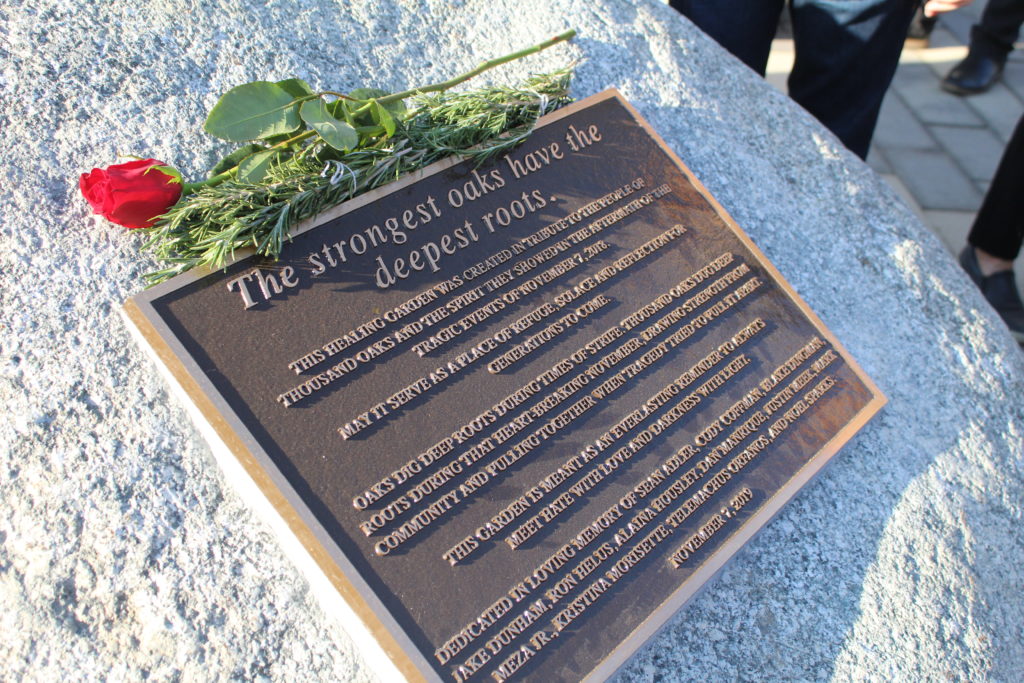 The strongest oaks have the
deepest roots.
THIS HEALING GARDEN WAS CREATED IN TRIBUTE TO THE PEOPLE OF
THOUSAND OAKS AND THE SPIRIT THEY SHOWED IN THE AFTERMATH OF THE
TRAGIC EVENTS OF NOVEMBER 7, 2018.
MAY IT SERVE AS A PLACE OF REFUGE, SOLACE AND REFLECTION FOR
GENERATIONS TO COME.
OAKS DIG DEEP ROOTS DURING TIMES OF STRIFE. THOUSAND OAKS DUG DEEP
ROOTS DURING THAT HEART-BREAKING NOVEMBER, DRAWING STRENGTH FROM
COMMUNITY AND PULLING TOGETHER WHEN TRAGEDY TRIED TO PULL IT APART.
THIS GARDEN IS MEANT AS AN EVERLASTING REMINDER TO ALWAYS
MEET HATE WITH LOVE AND DARKNESS WITH LIGHT.
DEDICATED IN LOVING MEMORY OF SEAN ADLER, CODY COFFMAN, BLAKE DINGMAN,
JAKE DUNHAM, RON HELUS, ALAINA HOUSLEY, DAN MANRIQUE, JUSTIN MEEK, MARK
MEZA JR., KRISTINA MORISETTE, TELEMACHUS ORFANOS, AND NOEL SPARKS.
NOVEMBER 7, 2019